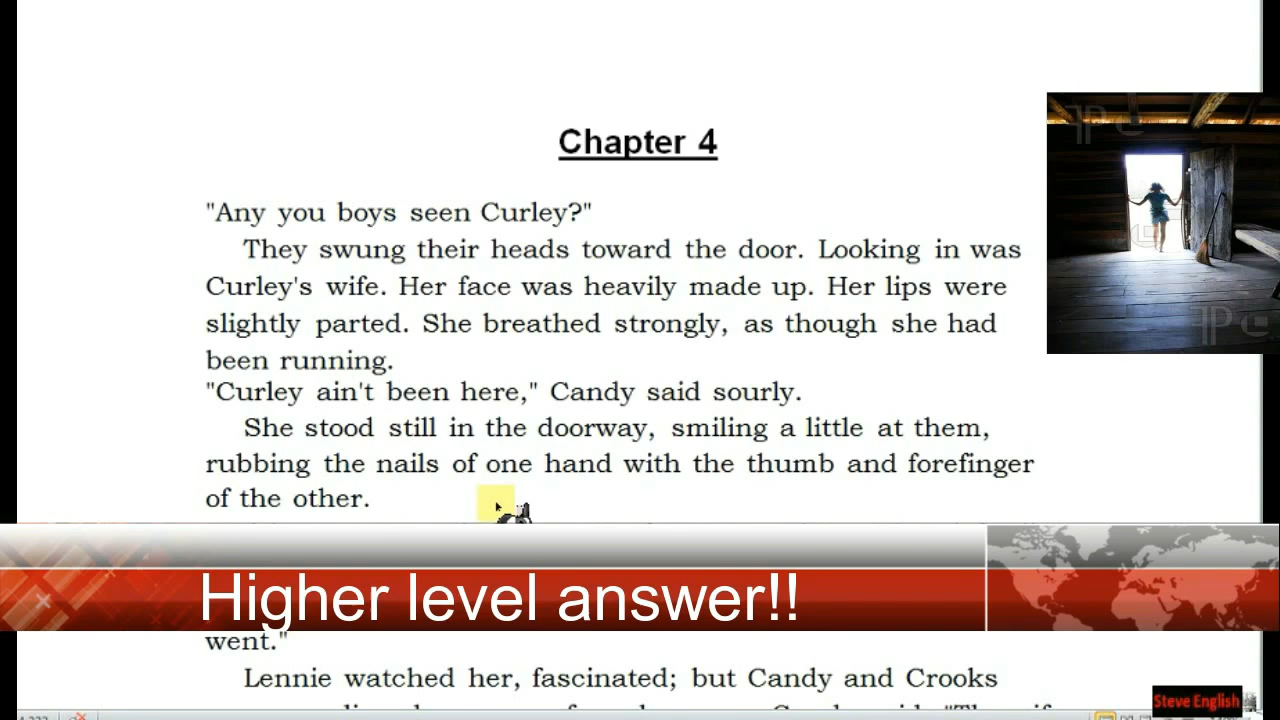 Chapter 4
"Any you boys seen Curley?"
They swung their heads toward the door. Looking in was
Curley's wife. Her face was heavily made up. Her lips were
slightly parted. She breathed strongly, as though she had
been running.
"Curley ain't been here," Candy said sourly.
She stood still in the doorway, smiling a little at them,
rubbing the nails of one hand with the thumb and forefinger
of the other.
Higher level answer!!
went."
Lennie watched her, fascinated; but Candy and Crooks
Steve English